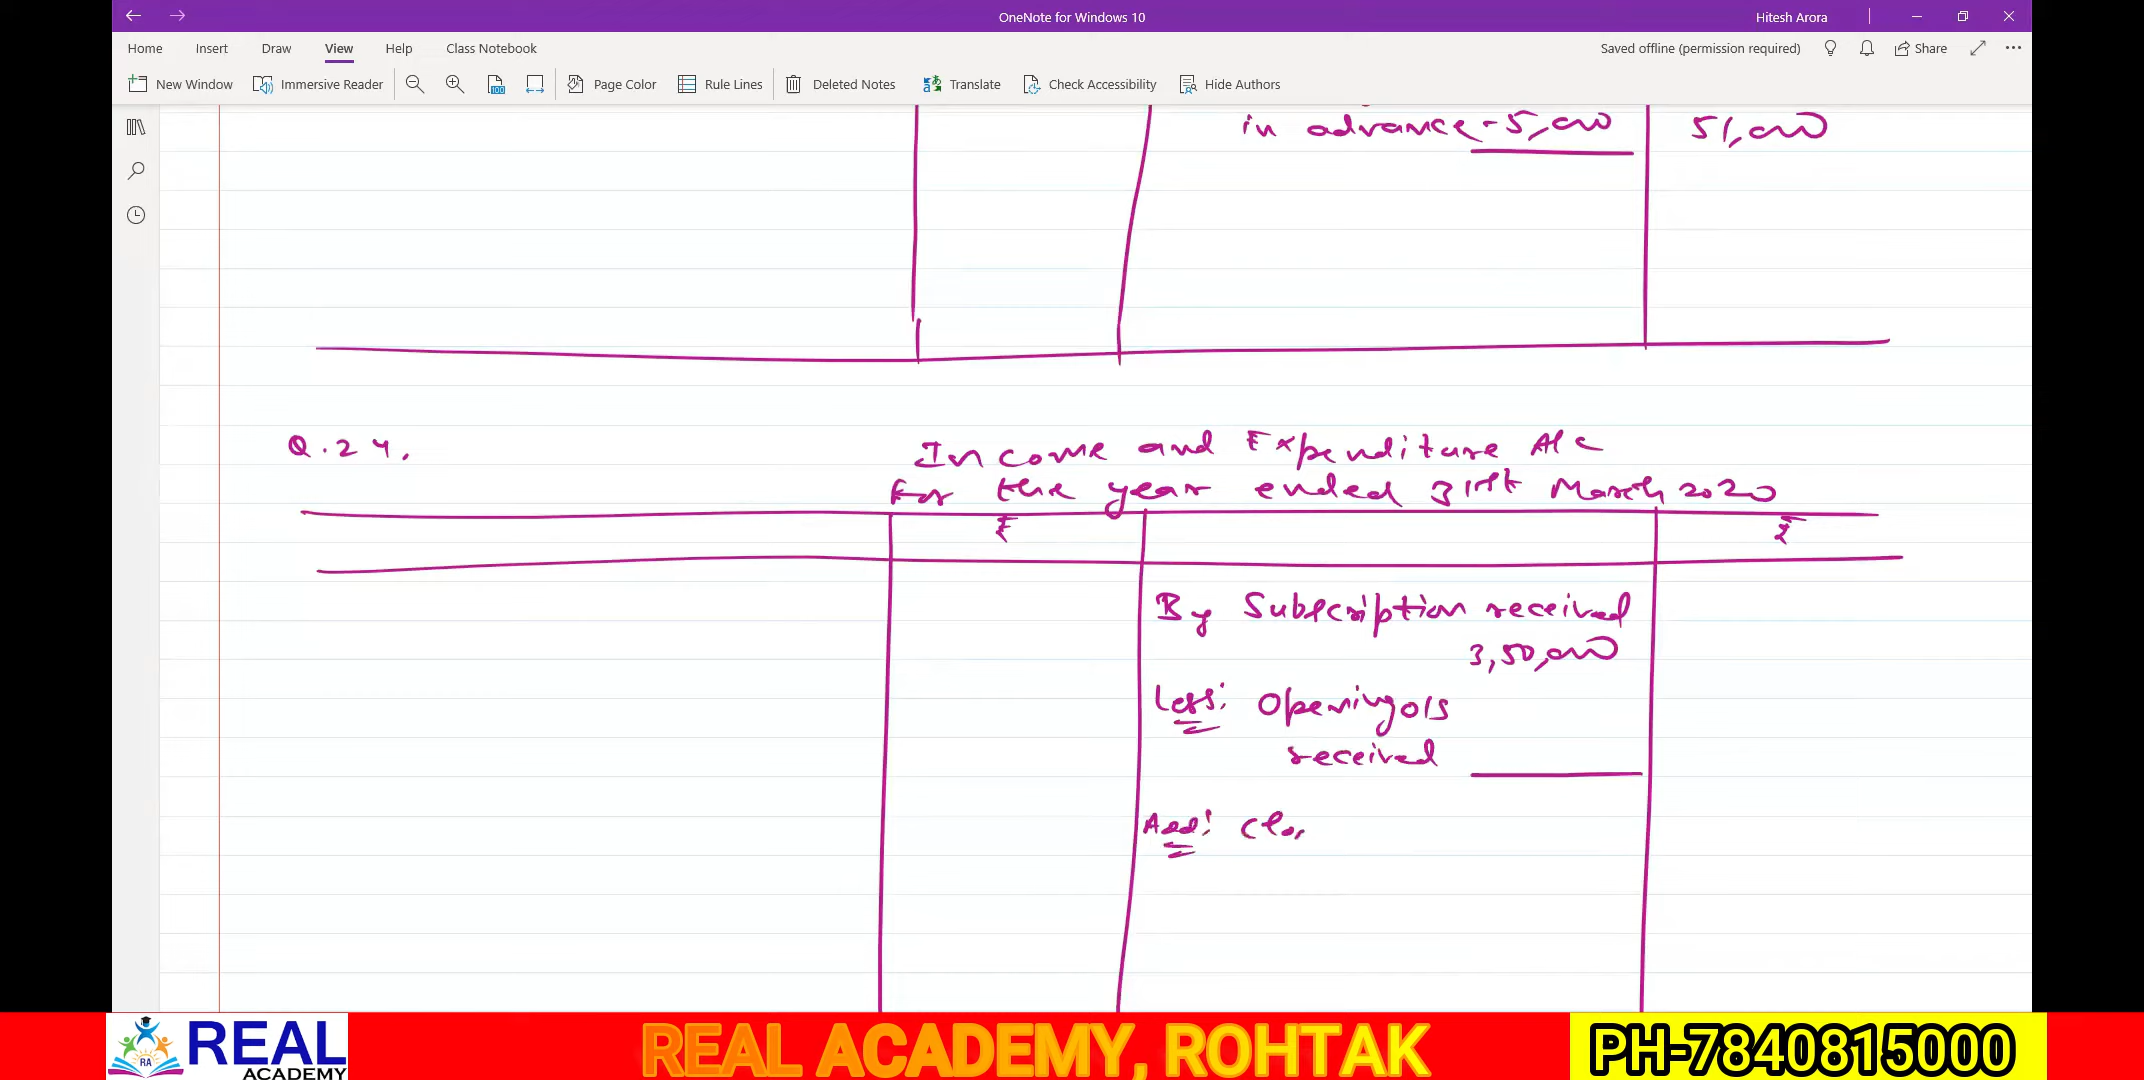 OneNote for Windows 10
Hitesh Arora
Home Insert Draw View Help Class Notebook
Saved offline (permission required) Share
New Window Immersive Reader 100 Page Color Rule Lines Deleted Notes Translate Check Accessibility Hide Authors
in advance - 5,000 51,000
Q.24. Income and Expenditure A/c
For the year ended 31st March 2020
₹ ₹
By Subscription received
3,50,000
Less: Opening o/s
received
Add: Clos
RA REAL ACADEMY
REAL ACADEMY, ROHTAK
PH-7840815000